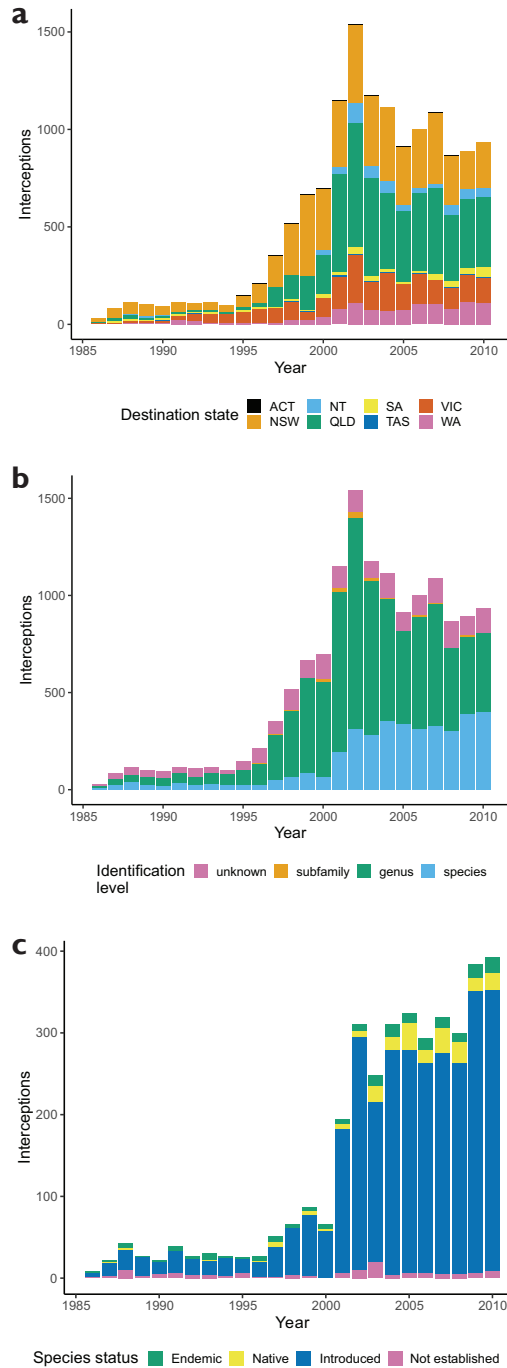 a
1500
1000
500
0
Interceptions
1985 1990 1995 2000 2005 2010
Year
Destination state
ACT NT SA VIC
NSW QLD TAS WA
b
1500
1000
500
0
Interceptions
1985 1990 1995 2000 2005 2010
Year
Identification
level
unknown subfamily genus species
c
400
300
200
100
0
Interceptions
1985 1990 1995 2000 2005 2010
Year
Species status Endemic Native Introduced Not established